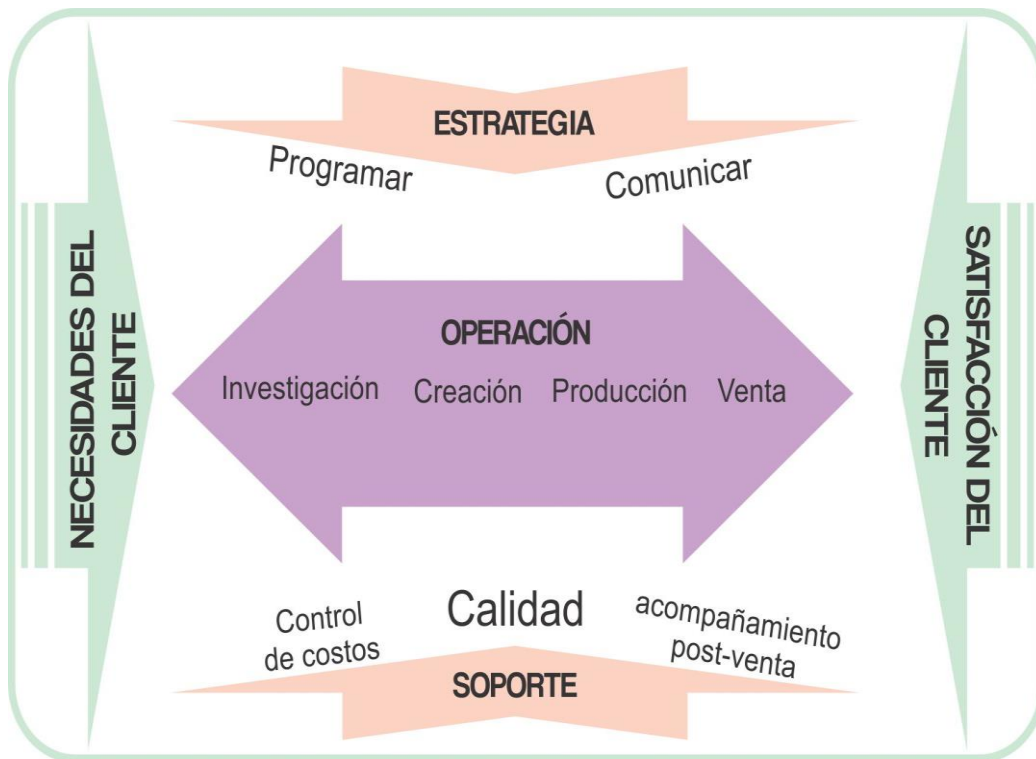 ESTRATEGIA
Programar
Comunicar
NECESIDADES DEL
CLIENTE
OPERACIÓN
Investigación Creación Producción Venta
SATISFACCIÓN DEL
CLIENTE
Control
de costos
Calidad
acompañamiento
post-venta
SOPORTE